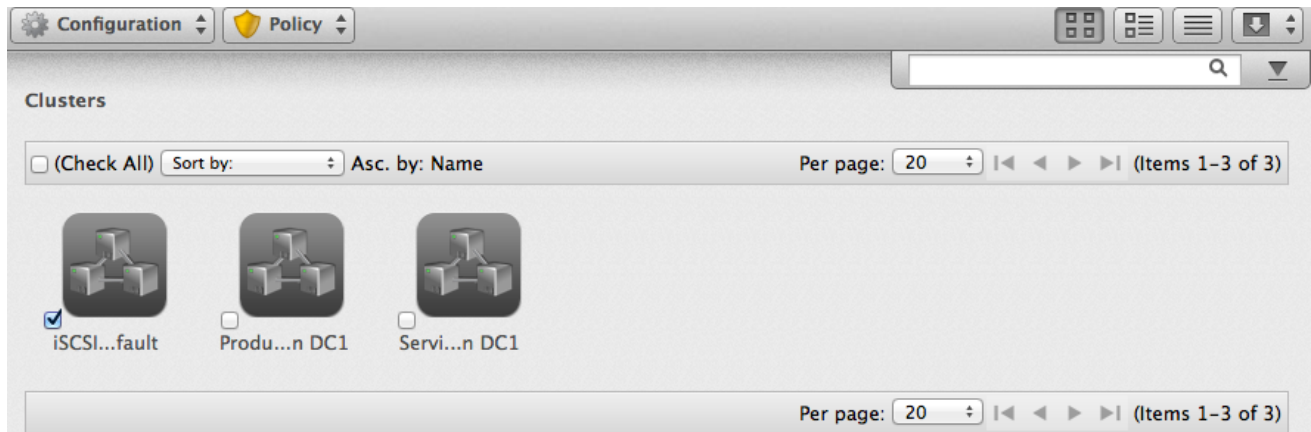 Configuration Policy
Clusters
(Check All) Sort by: Asc. by: Name Per page: 20 (Items 1-3 of 3)
iSCSI...fault Produ...n DC1 Servi...n DC1
Per page: 20 (Items 1-3 of 3)